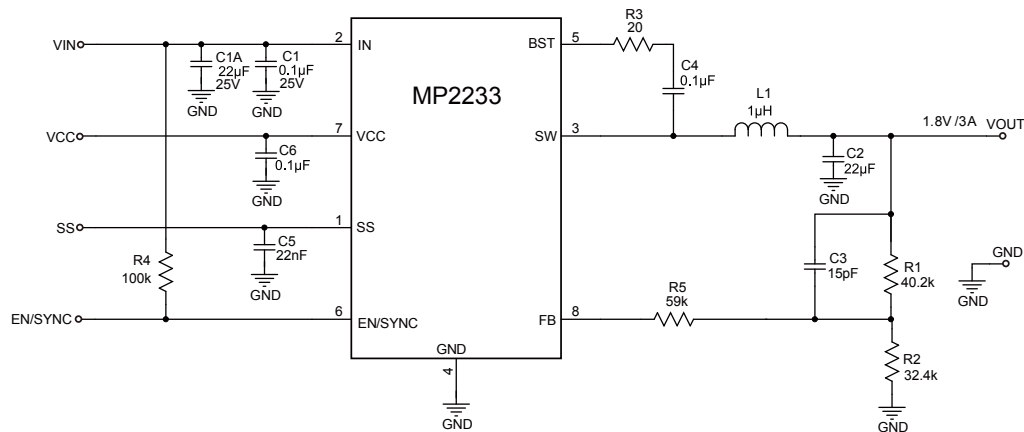 VIN
C1A
22µF
25V
GND
C1
0.1µF
25V
GND
2
IN
VCC
C6
0.1µF
GND
7
VCC
SS
C5
22nF
GND
1
SS
R4
100k
EN/SYNC
6
EN/SYNC
MP2233
GND
4
GND
BST
5
R3
20
C4
0.1µF
SW
3
L1
1µH
1.8V /3A
VOUT
C2
22µF
GND
C3
15pF
R1
40.2k
GND
GND
FB
8
R5
59k
R2
32.4k
GND